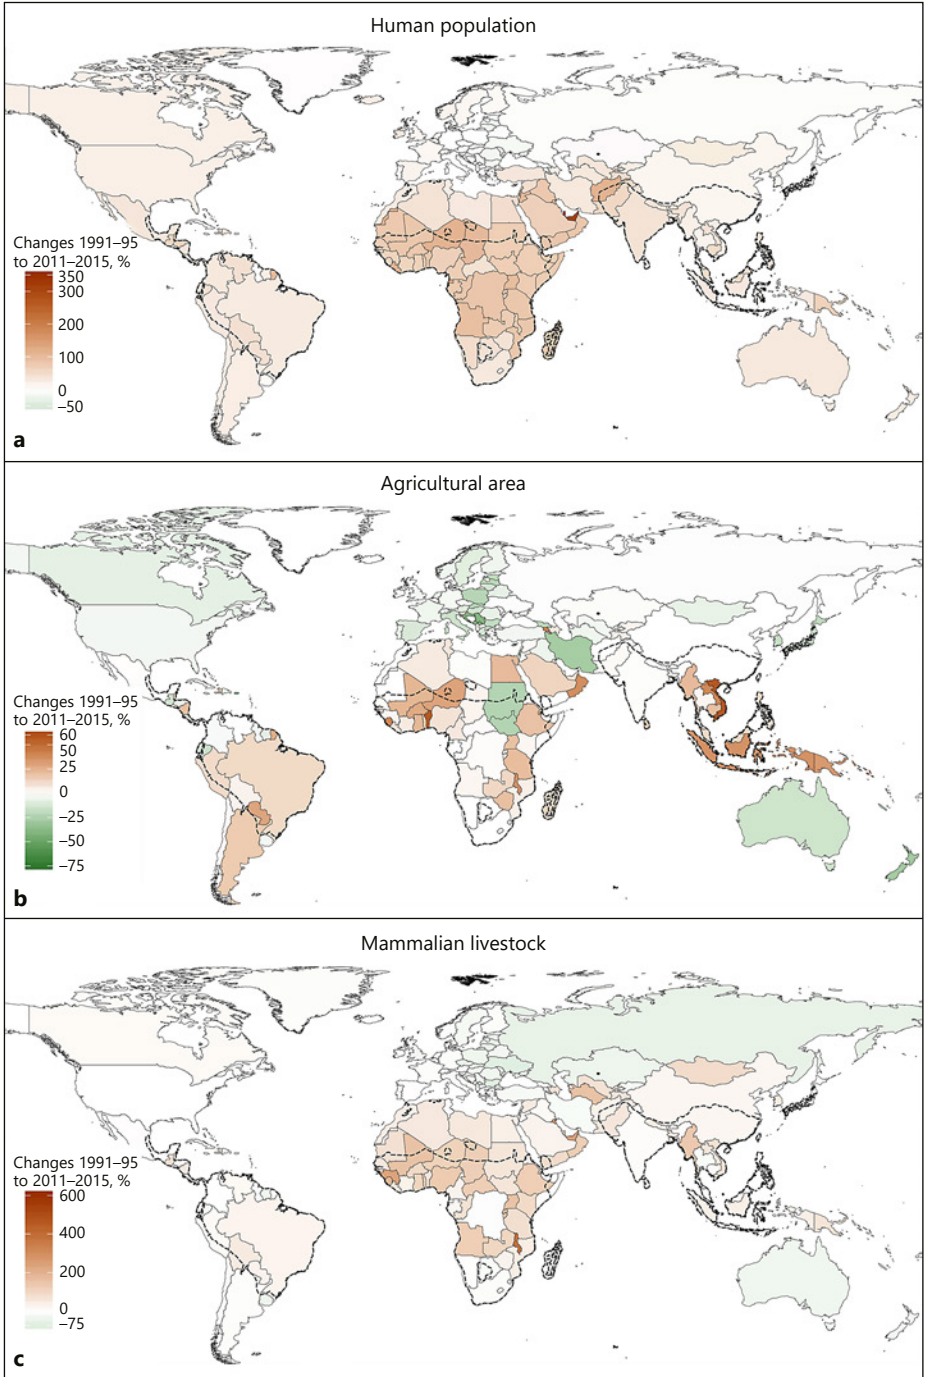 Human population
Changes 1991–95
to 2011–2015, %
350
300
200
100
0
–50
a
Agricultural area
Changes 1991–95
to 2011–2015, %
60
50
25
0
–25
–50
–75
b
Mammalian livestock
Changes 1991–95
to 2011–2015, %
600
400
200
0
–75
c